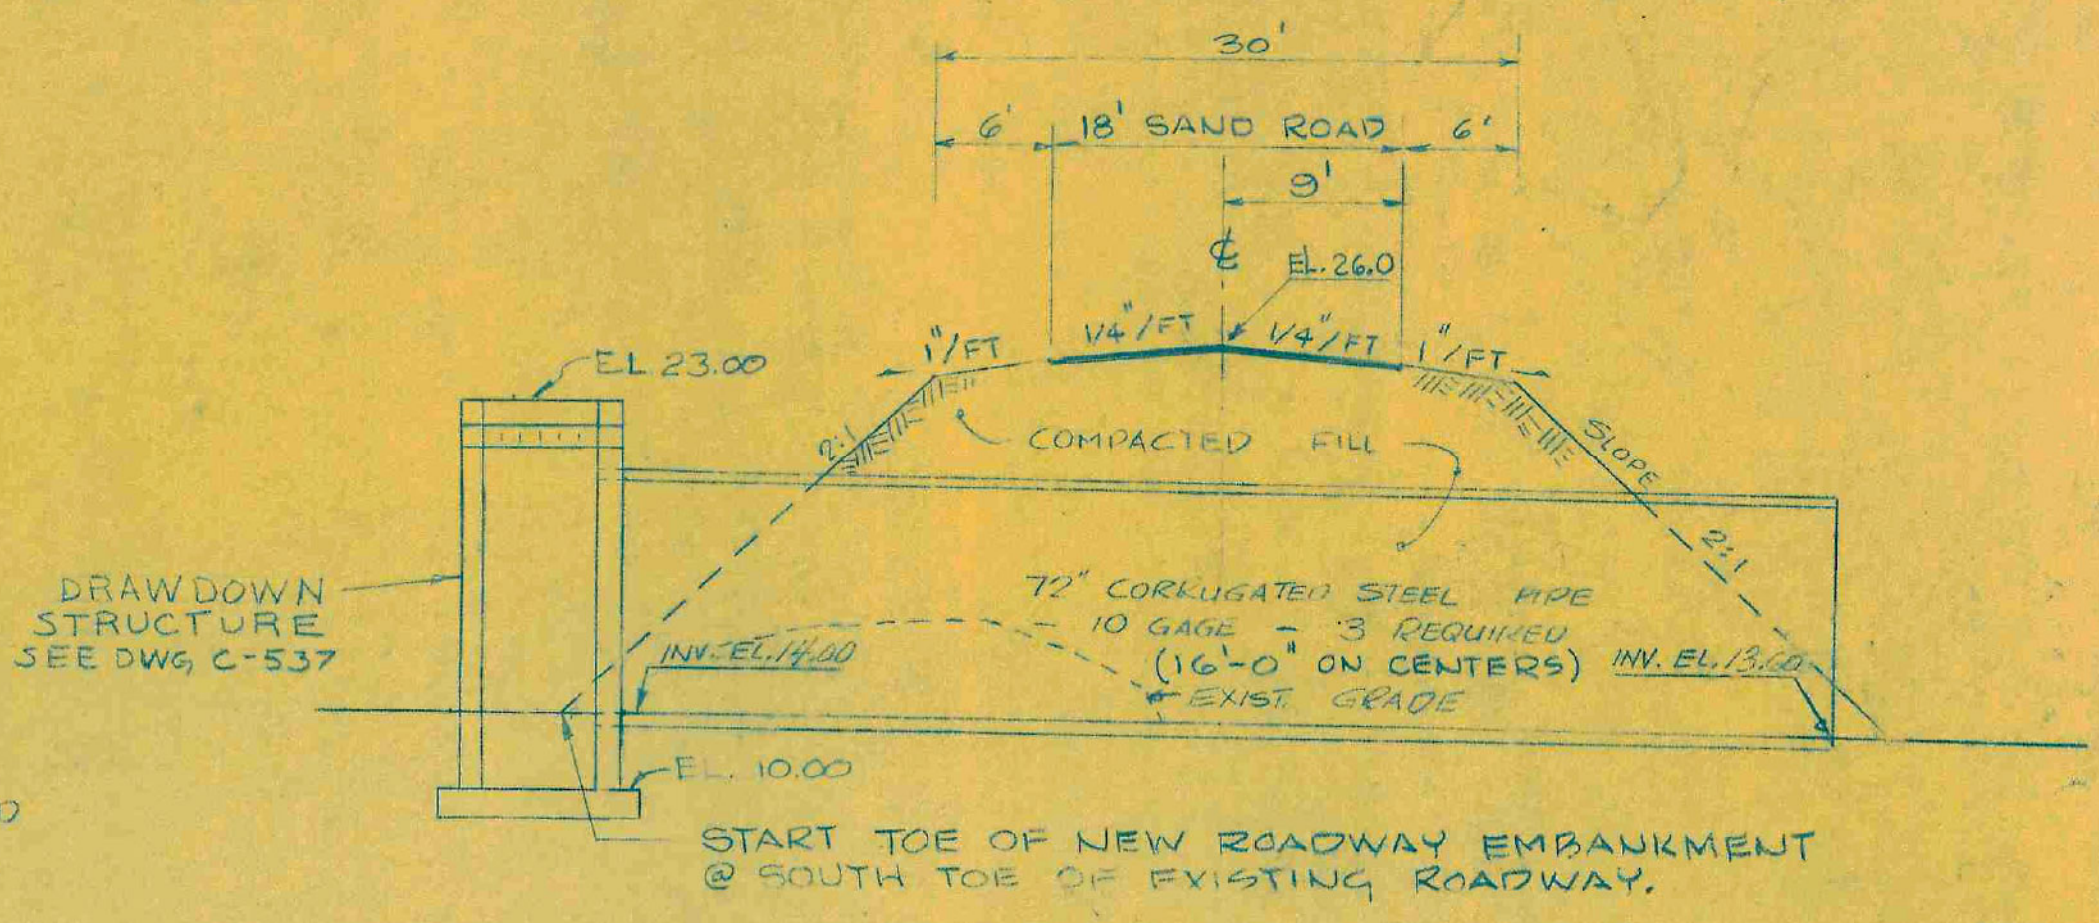 30'
6' 18' SAND ROAD 6'
9'
℄
EL. 26.0
1"/FT 1/4"/FT 1/4"/FT 1"/FT
EL. 23.00
2:1
COMPACTED FILL
SLOPE
2:1
DRAWDOWN
STRUCTURE
SEE DWG C-537
72" CORRUGATED STEEL PIPE
10 GAGE - 3 REQUIRED
(16'-0" ON CENTERS)
INV. EL. 14.00
INV. EL. 13.60
EXIST. GRADE
EL. 10.00
START TOE OF NEW ROADWAY EMBANKMENT
@ SOUTH TOE OF EXISTING ROADWAY.